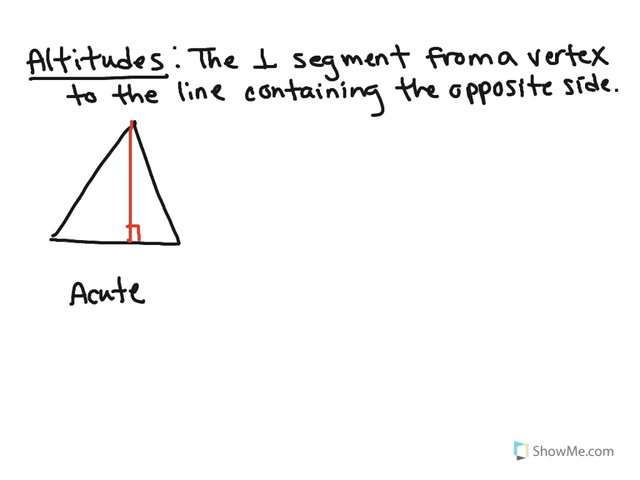 Altitudes: The ⊥ segment from a vertex
to the line containing the opposite side.
Acute
ShowMe.com